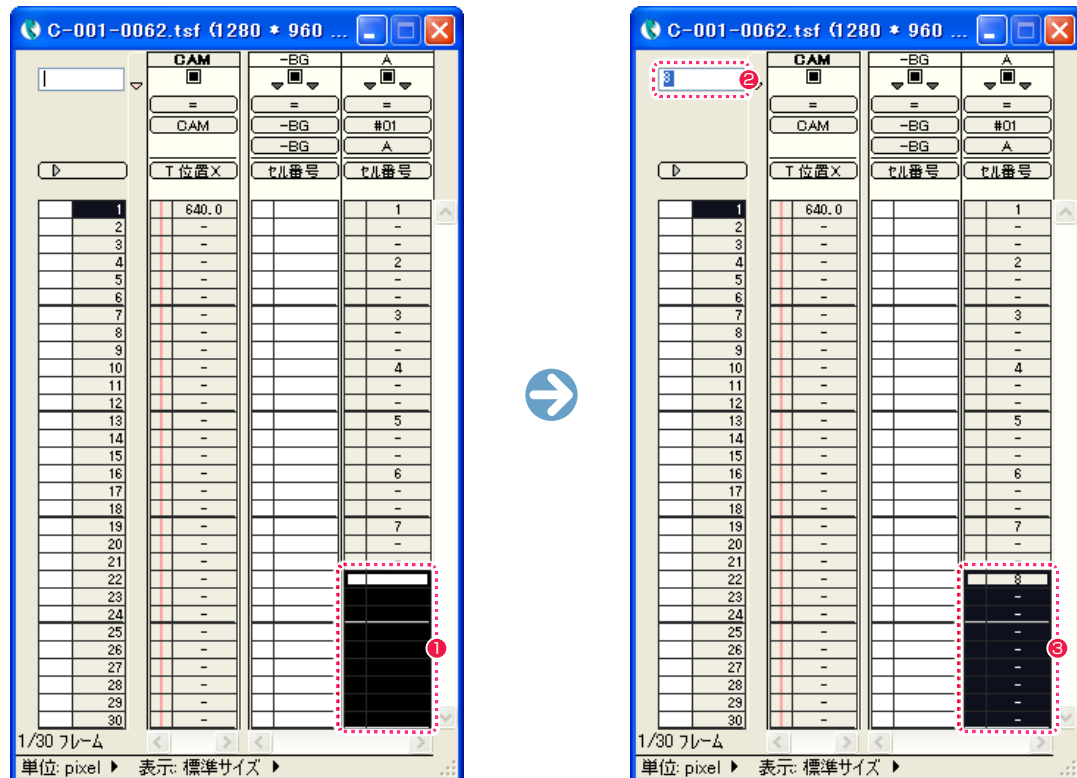 C-001-0062.tsf (1280 * 960 ...
CAM -BG A
= = =
CAM -BG #01
-BG A
T 位置X セル番号 セル番号
1 640.0 1
2 -  -
3 -  -
4 - 2
5 -  -
6 -  -
7 - 3
8 -  -
9 -  -
10 - 4
11 -  -
12 -  -
13 - 5
14 -  -
15 -  -
16 - 6
17 -  -
18 -  -
19 - 7
20 -  -
21 -  -
22 -
23 -
24 -
25 -
26 -
27 -
28 -
29 -
30 -
❶
1/30 フレーム
単位: pixel 表示: 標準サイズ
C-001-0062.tsf (1280 * 960 ...
8 ❷
CAM -BG A
= = =
CAM -BG #01
-BG A
T 位置X セル番号 セル番号
1 640.0 1
2 -  -
3 -  -
4 - 2
5 -  -
6 -  -
7 - 3
8 -  -
9 -  -
10 - 4
11 -  -
12 -  -
13 - 5
14 -  -
15 -  -
16 - 6
17 -  -
18 -  -
19 - 7
20 -  -
21 -  -
22 - 8
23 -  -
24 -  -
25 -  -
26 -  -
27 -  -
28 -  -
29 -  -
30 -  -
❸
1/30 フレーム
単位: pixel 表示: 標準サイズ